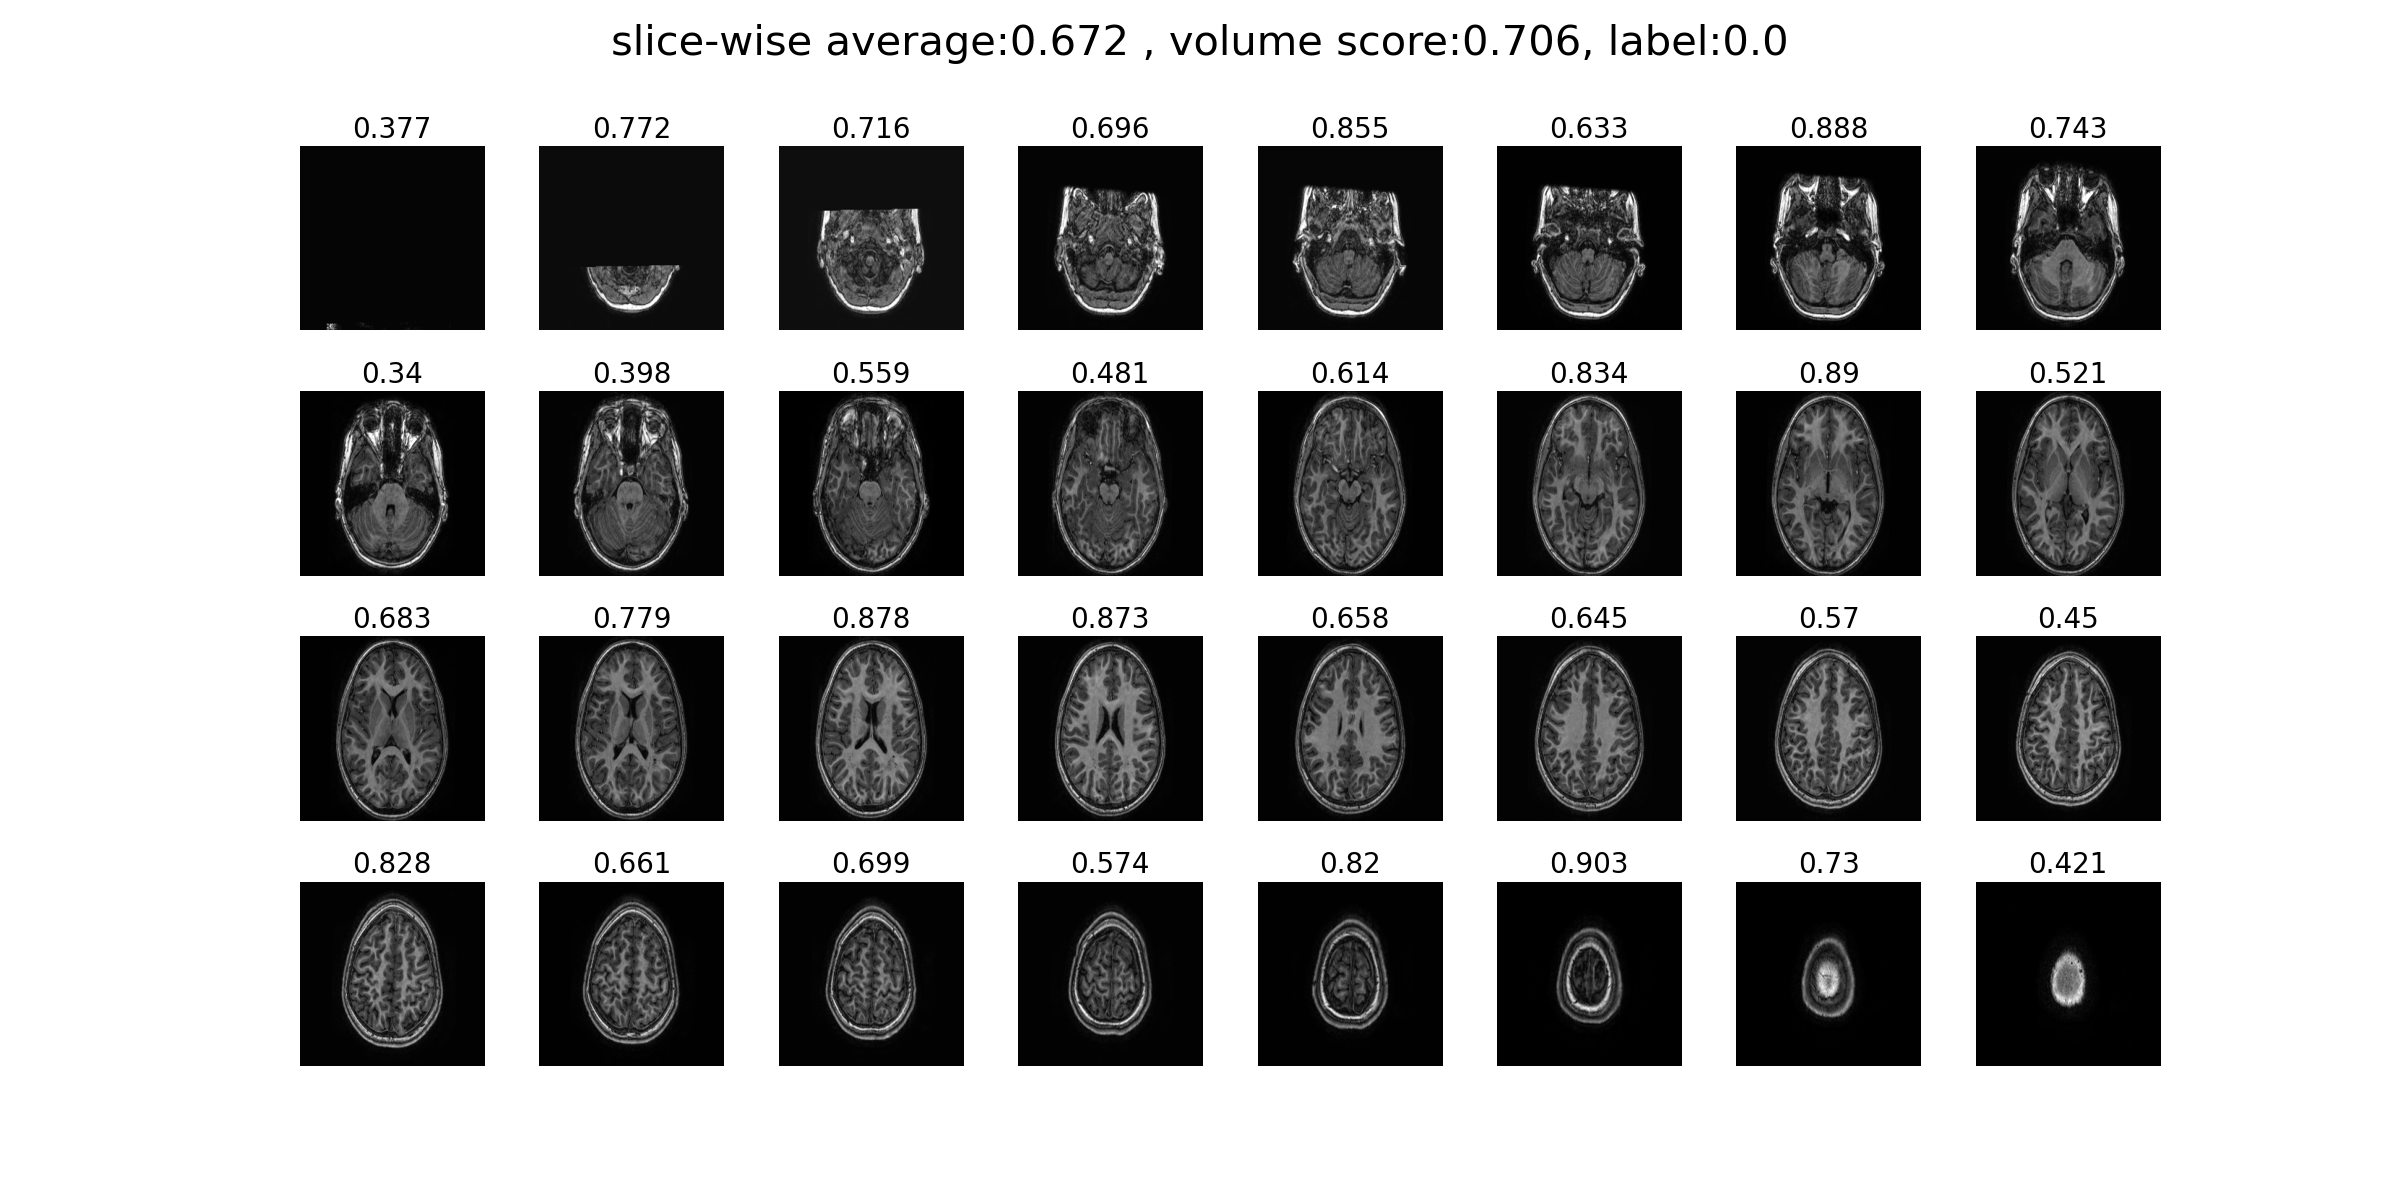 slice-wise average:0.672 , volume score:0.706, label:0.0
0.377 0.772 0.716 0.696 0.855 0.633 0.888 0.743
0.34 0.398 0.559 0.481 0.614 0.834 0.89 0.521
0.683 0.779 0.878 0.873 0.658 0.645 0.57 0.45
0.828 0.661 0.699 0.574 0.82 0.903 0.73 0.421